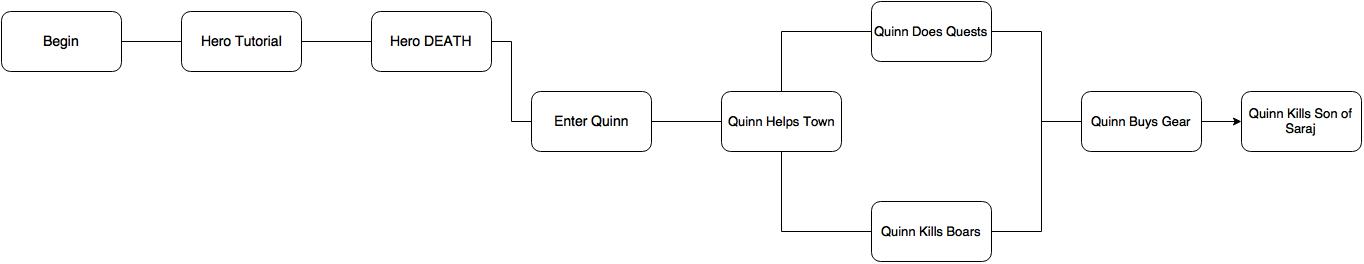 Begin
Hero Tutorial
Hero DEATH
Enter Quinn
Quinn Helps Town
Quinn Does Quests
Quinn Kills Boars
Quinn Buys Gear
Quinn Kills Son of
Saraj